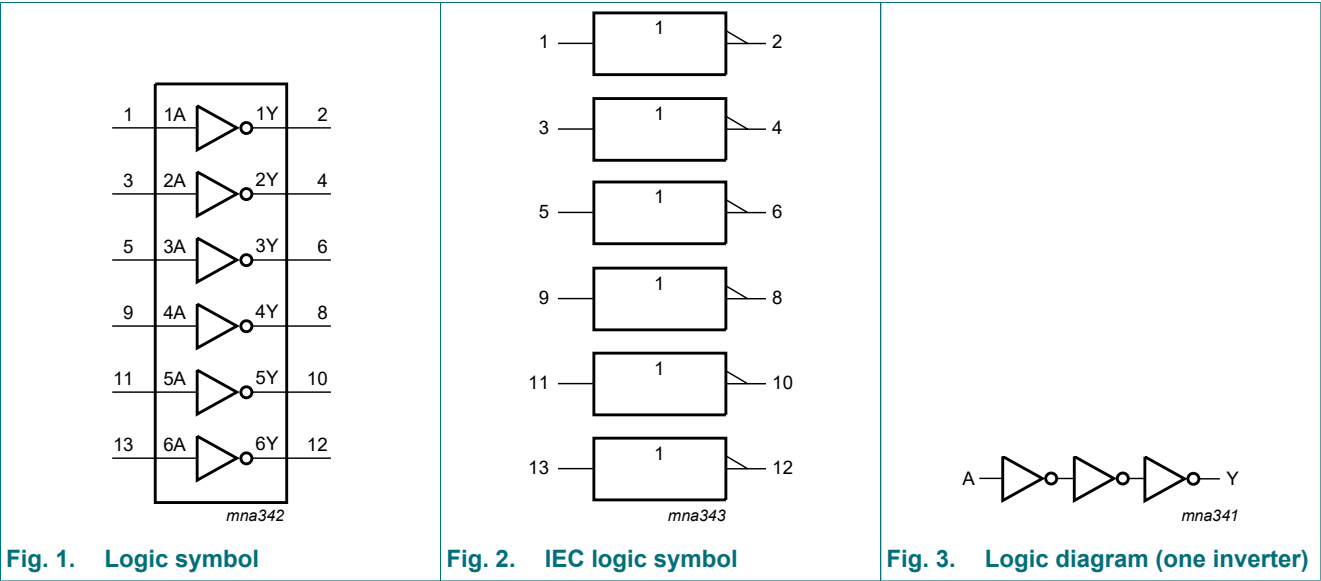 1 1A 1Y 2
3 2A 2Y 4
5 3A 3Y 6
9 4A 4Y 8
11 5A 5Y 10
13 6A 6Y 12
mna342
Fig. 1. Logic symbol
1 1 2
3 1 4
5 1 6
9 1 8
11 1 10
13 1 12
mna343
Fig. 2. IEC logic symbol
A Y
mna341
Fig. 3. Logic diagram (one inverter)